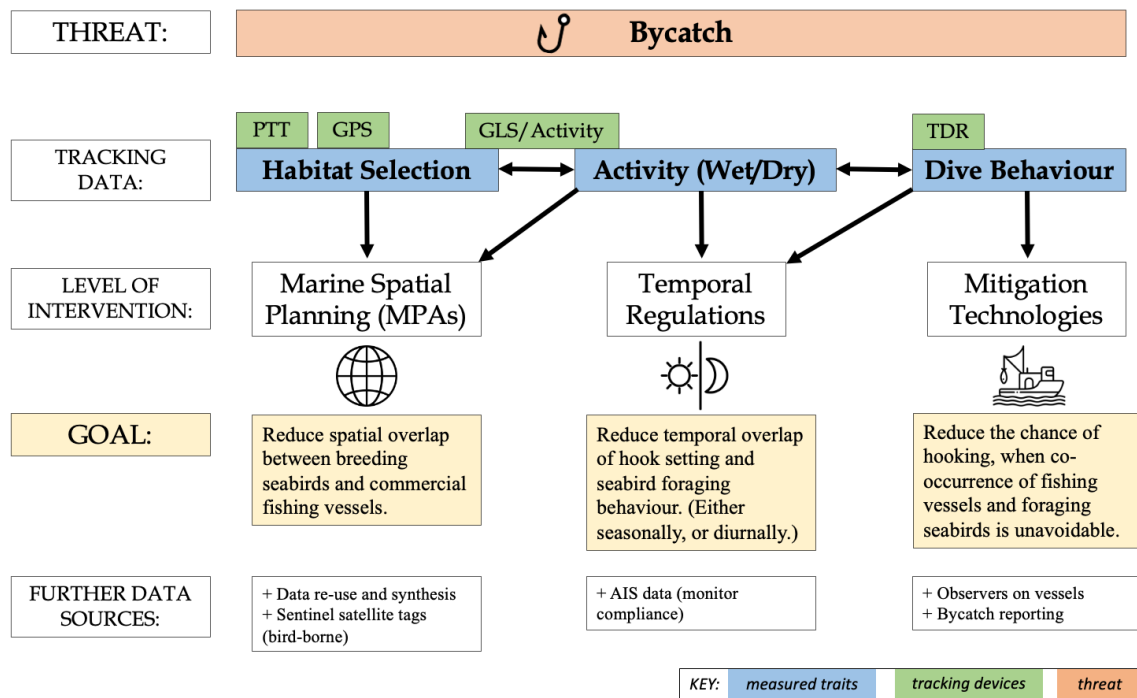 THREAT:
Bycatch
PTT
GPS
GLS/Activity
TDR
TRACKING
DATA:
Habitat Selection
Activity (Wet/Dry)
Dive Behaviour
LEVEL OF
INTERVENTION:
Marine Spatial
Planning (MPAs)
Temporal
Regulations
Mitigation
Technologies
GOAL:
Reduce spatial overlap
between breeding
seabirds and commercial
fishing vessels.
Reduce temporal overlap
of hook setting and
seabird foraging
behaviour. (Either
seasonally, or diurnally.)
Reduce the chance of
hooking, when co-
occurrence of fishing
vessels and foraging
seabirds is unavoidable.
FURTHER DATA
SOURCES:
+ Data re-use and synthesis
+ Sentinel satellite tags
(bird-borne)
+ AIS data (monitor
compliance)
+ Observers on vessels
+ Bycatch reporting
KEY:
measured traits
tracking devices
threat